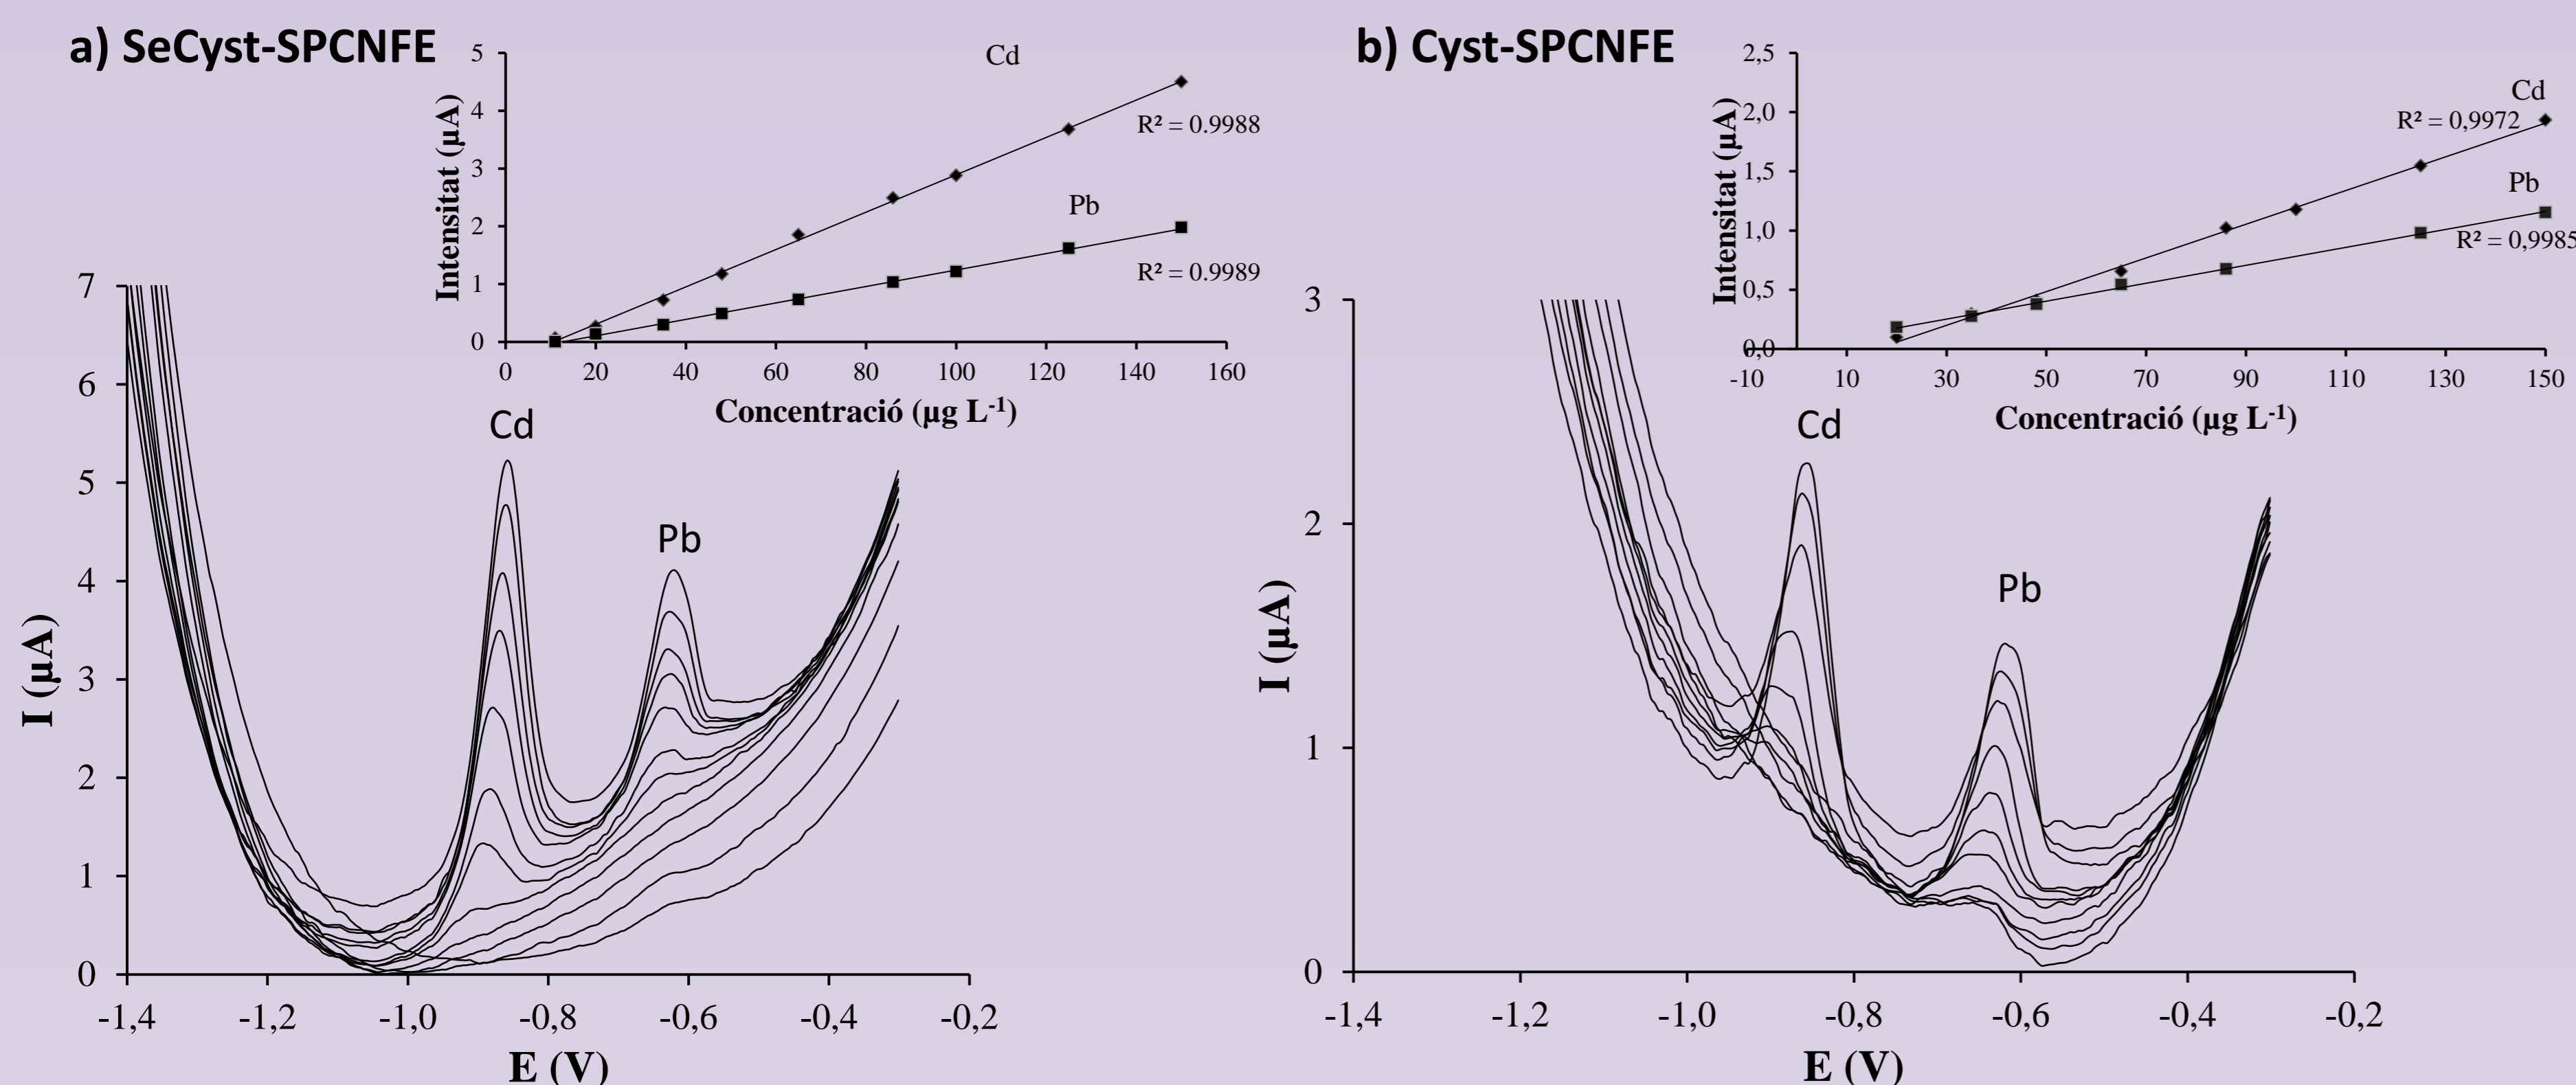 a) SeCyst-SPCNFE
5
4
3
2
1
0
Intensitat (µA)
Cd
R² = 0.9988
Pb
R² = 0.9989
0 20 40 60 80 100 120 140 160
Concentració (µg L-1)
7
6
5
4
3
2
1
0
I (µA)
Cd
Pb
-1,4 -1,2 -1,0 -0,8 -0,6 -0,4 -0,2
E (V)
b) Cyst-SPCNFE
2,5
2,0
1,5
1,0
0,5
0,0
Intensitat (µA)
Cd
R² = 0,9972
Pb
R² = 0,9985
-10 10 30 50 70 90 110 130 150
Concentració (µg L-1)
3
2
1
0
I (µA)
Cd
Pb
-1,4 -1,2 -1,0 -0,8 -0,6 -0,4 -0,2
E (V)